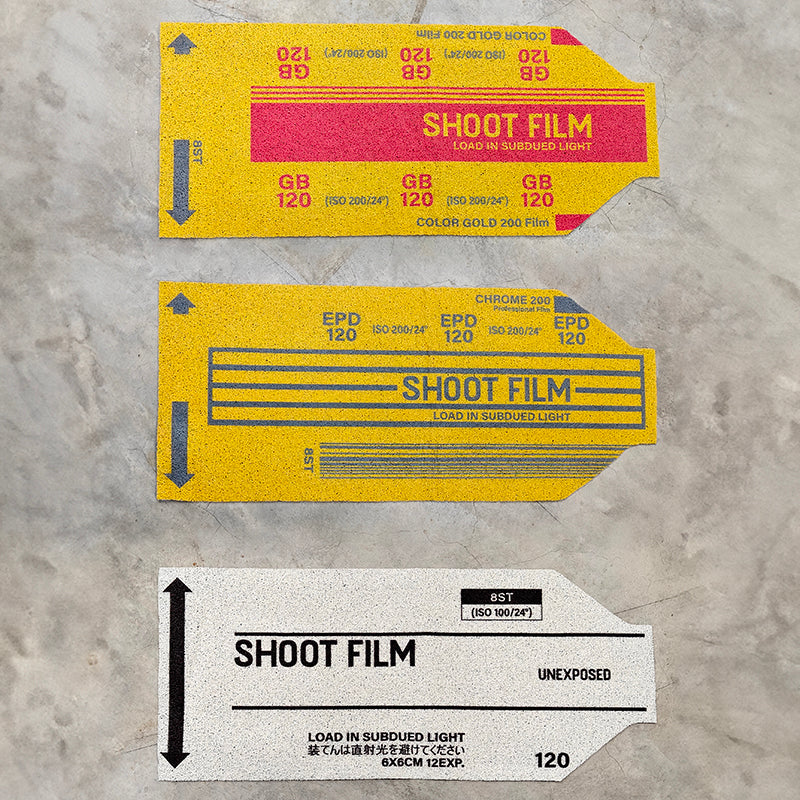 COLOR GOLD 200 Film
GB 120 (ISO 200/24°) GB 120 (ISO 200/24°) GB 120
SHOOT FILM
LOAD IN SUBDUED LIGHT
8ST
GB GB GB
120 (ISO 200/24°) 120 (ISO 200/24°) 120
COLOR GOLD 200 Film
CHROME 200
Professional Film
EPD EPD EPD
120 ISO 200/24° 120 ISO 200/24° 120
SHOOT FILM
LOAD IN SUBDUED LIGHT
8ST
8ST
(ISO 100/24°)
SHOOT FILM
UNEXPOSED
LOAD IN SUBDUED LIGHT
装てんは直射光を避けてください
6X6CM 12EXP.
120